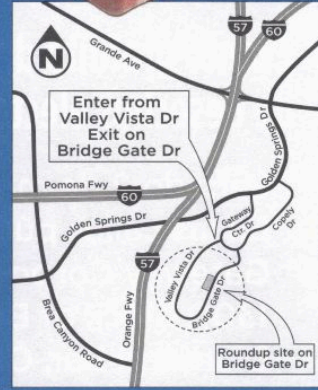 57
60
Grande Ave
N
Enter from
Valley Vista Dr
Exit on
Bridge Gate Dr
Golden Springs Dr
Pomona Fwy
60
Golden Springs Dr
Gateway
Ctr. Dr
Copely
Dr
57
Valley Vista Dr
Bridge Gate Dr
Orange Fwy
Brea Canyon Road
Roundup site on
Bridge Gate Dr